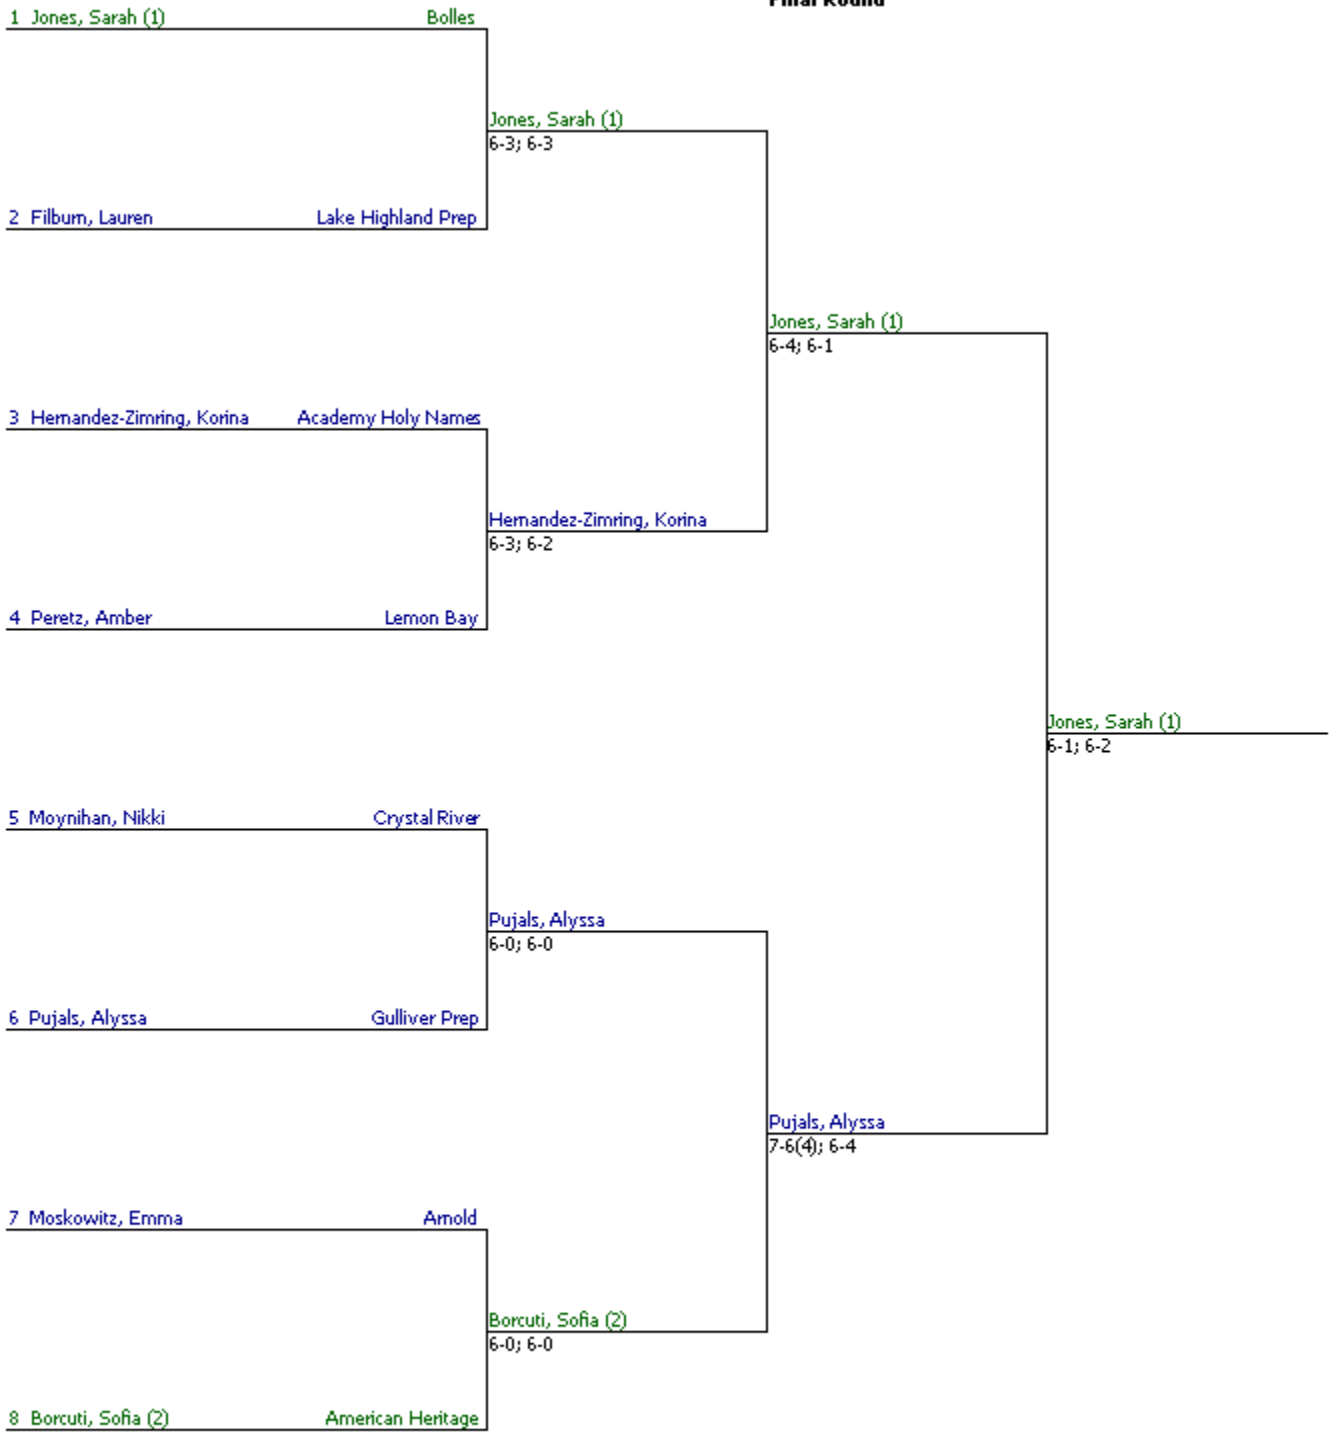 Final Round
1 Jones, Sarah (1) Bolles
Jones, Sarah (1)
6-3; 6-3
2 Filburn, Lauren Lake Highland Prep
Jones, Sarah (1)
6-4; 6-1
3 Hernandez-Zimring, Korina Academy Holy Names
Hernandez-Zimring, Korina
6-3; 6-2
4 Peretz, Amber Lemon Bay
Jones, Sarah (1)
6-1; 6-2
5 Moynihan, Nikki Crystal River
Pujals, Alyssa
6-0; 6-0
6 Pujals, Alyssa Gulliver Prep
Pujals, Alyssa
7-6(4); 6-4
7 Moskowitz, Emma Arnold
Borcuti, Sofia (2)
6-0; 6-0
8 Borcuti, Sofia (2) American Heritage